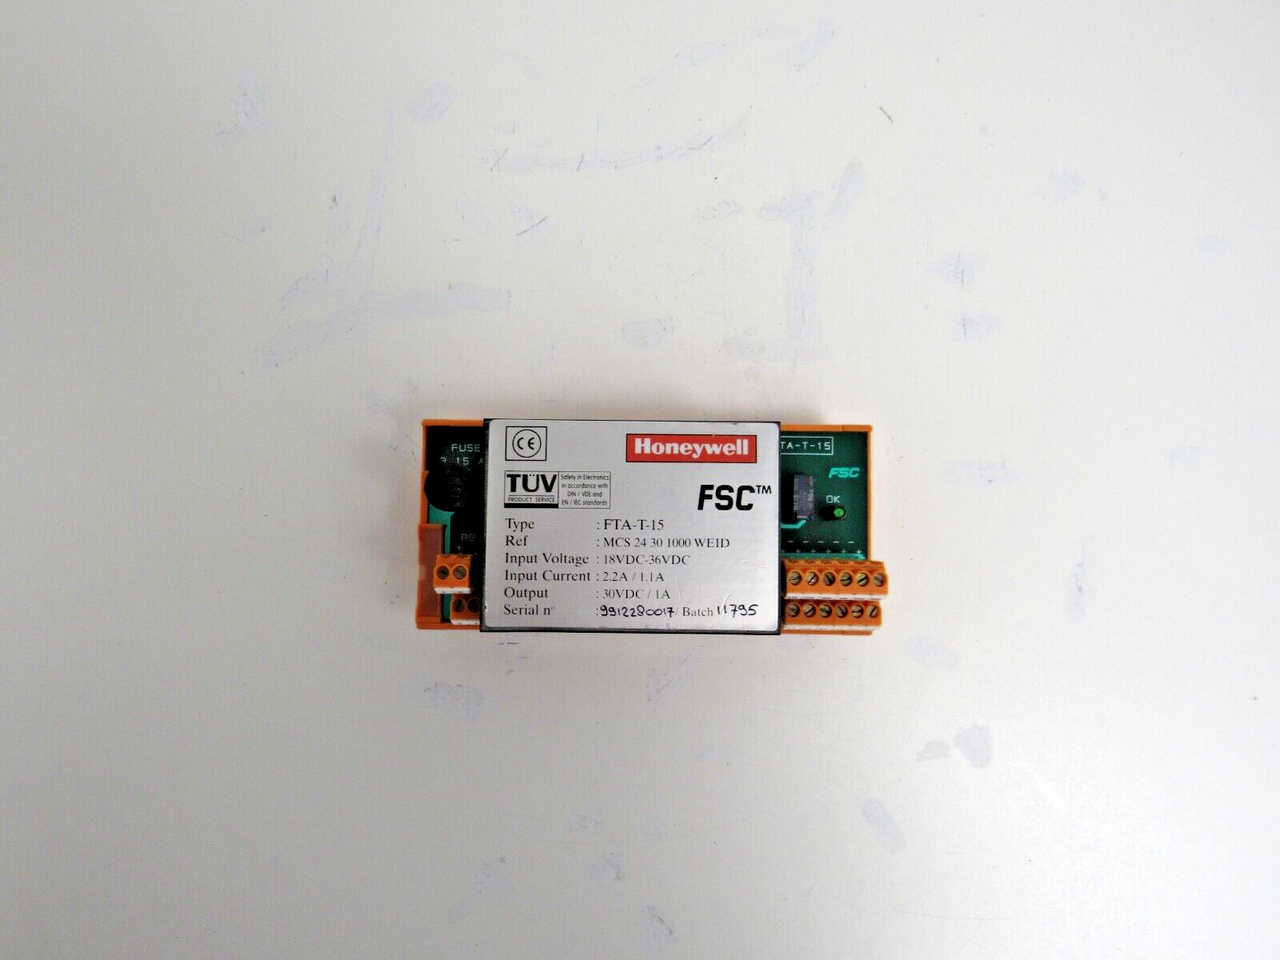 FUSE
CE
Honeywell
TA-T-15
TÜV
PRODUCT SERVICE
Safety in Electronics
in accordance with
DIN / VDE and
EN / IEC standards
FSC™
FSC
OK
Type : FTA-T-15
Ref : MCS 24 30 1000 WEID
Input Voltage : 18VDC-36VDC
Input Current : 2.2A / 1.1A
Output : 30VDC / 1A
Serial n° : 9912280017 / Batch 11795